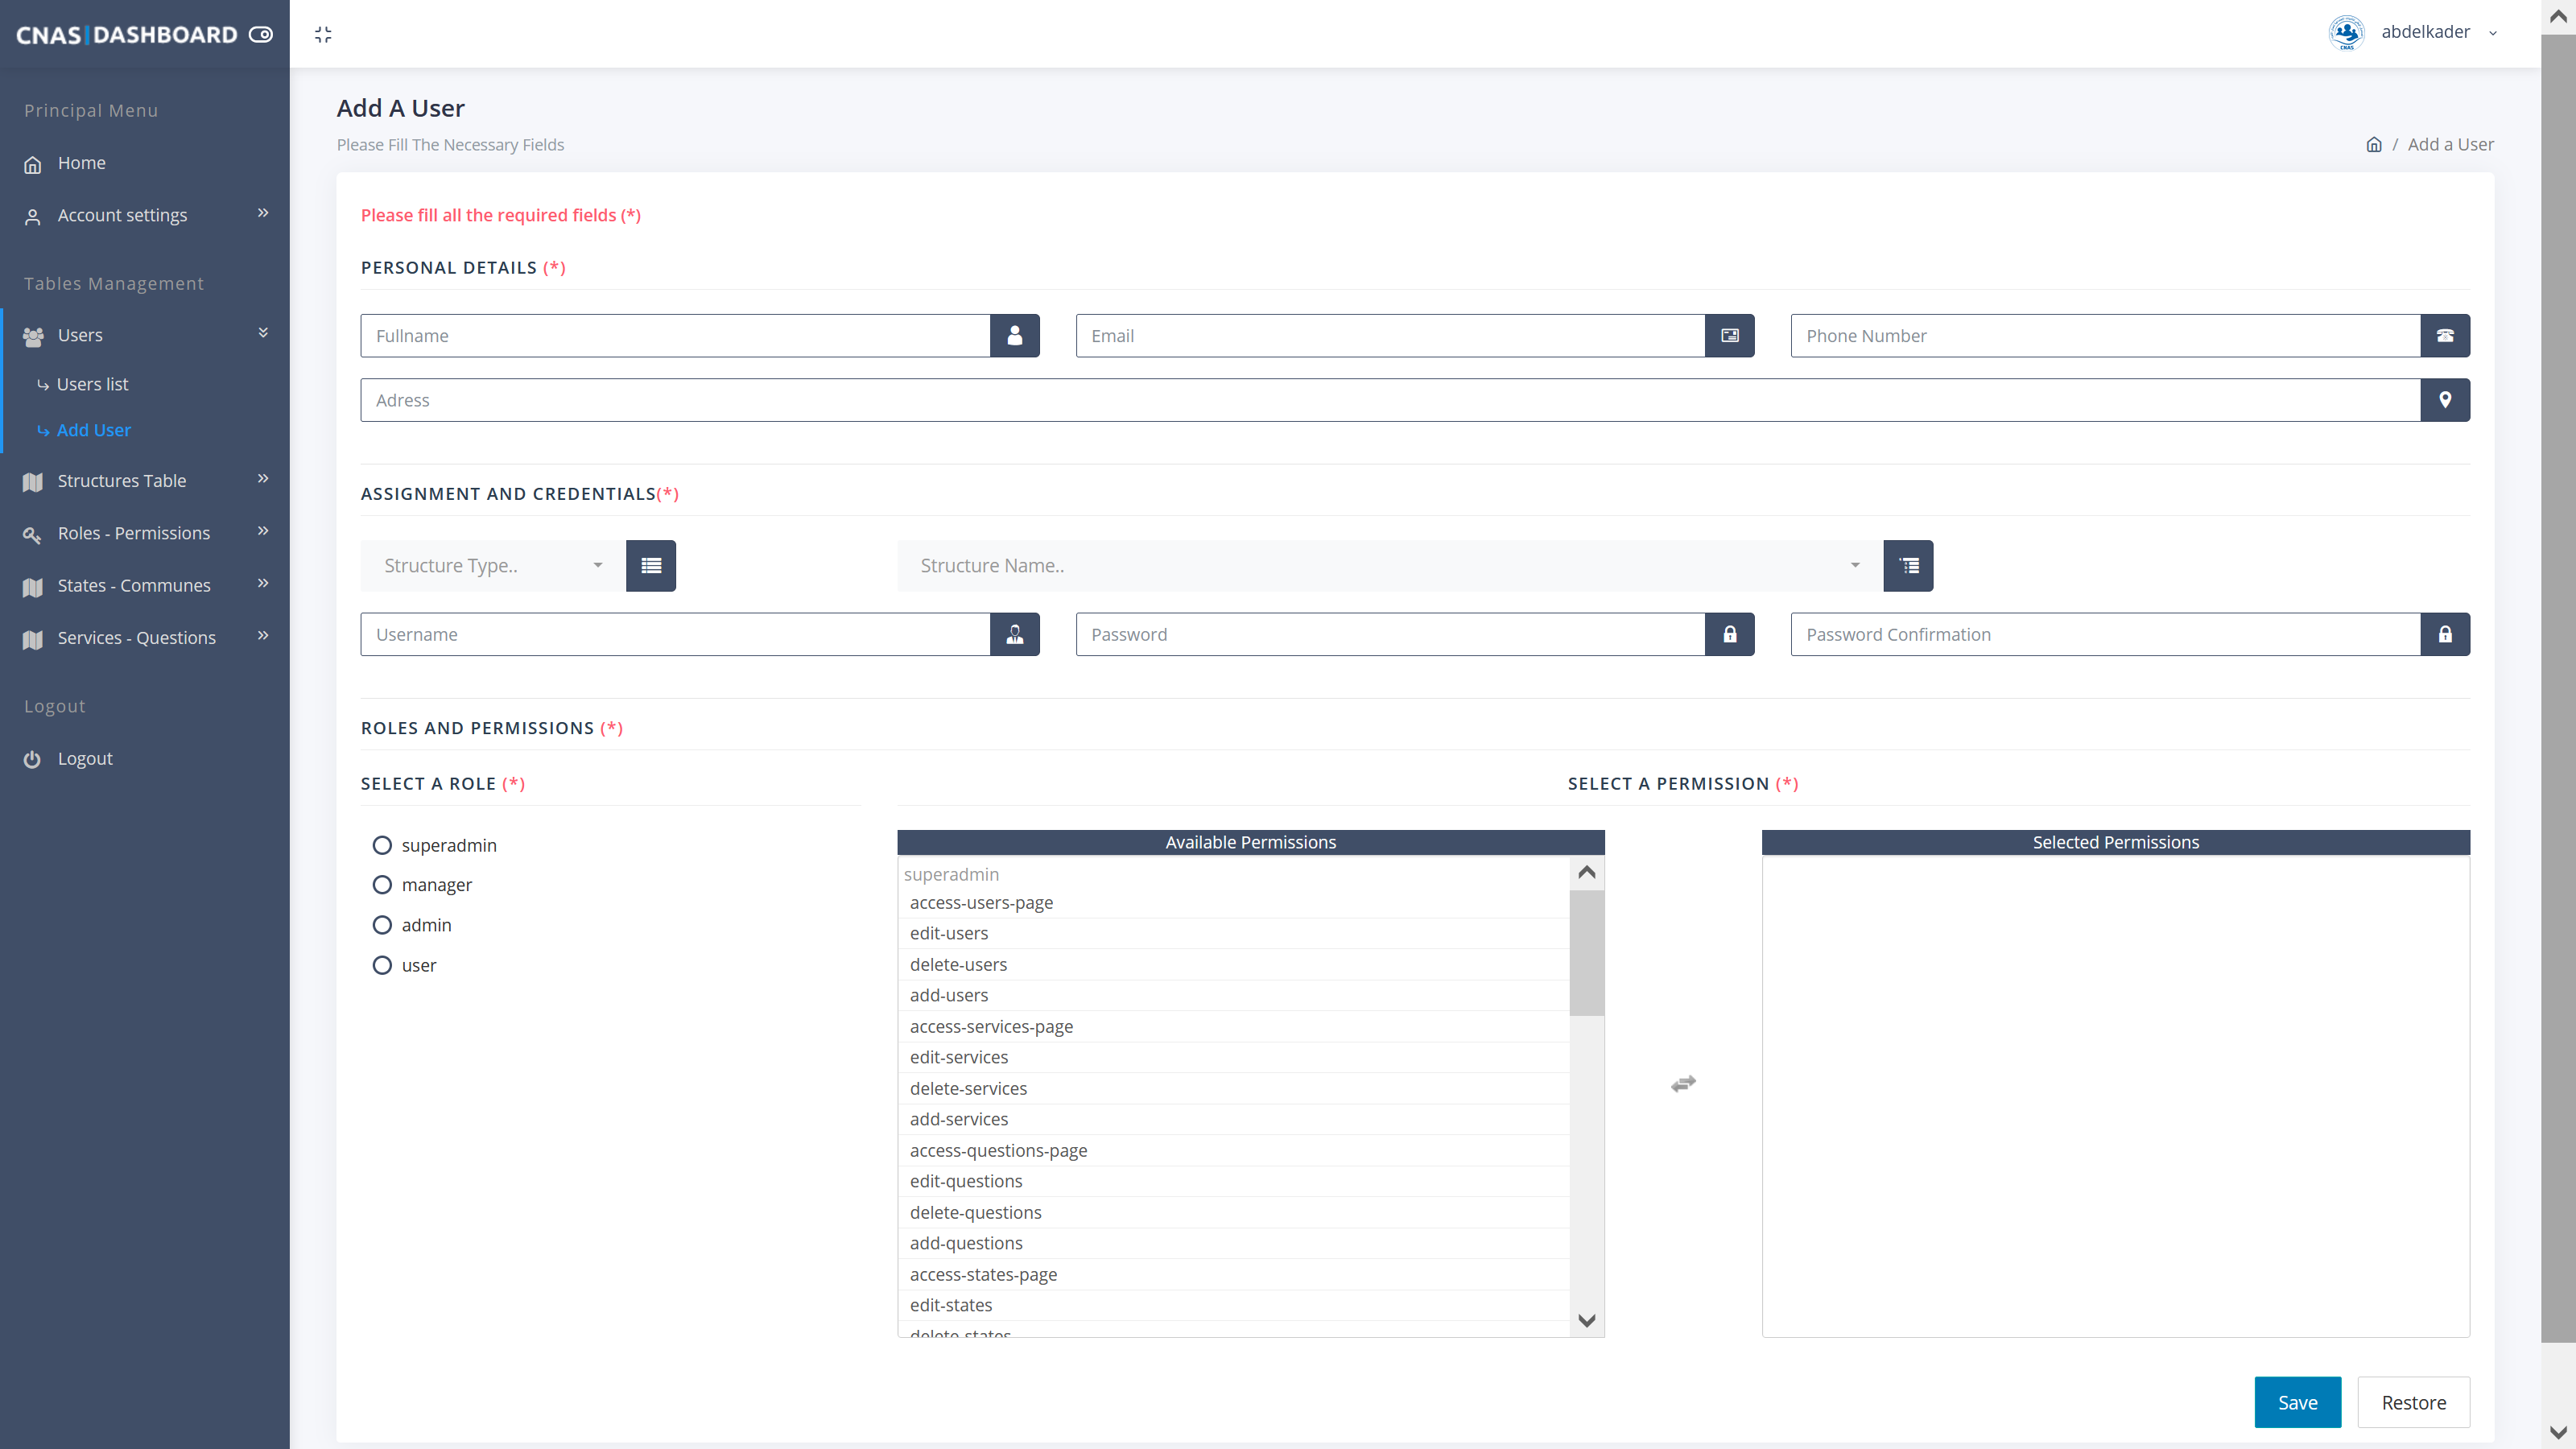 CNAS|DASHBOARD
abdelkader
CNAS
Principal Menu
Home
Account settings
Tables Management
Users
Users list
Add User
Structures Table
Roles - Permissions
States - Communes
Services - Questions
Logout
Logout
Add A User
Please Fill The Necessary Fields
/ Add a User
Please fill all the required fields (*)
PERSONAL DETAILS (*)
Fullname
Email
Phone Number
Adress
ASSIGNMENT AND CREDENTIALS(*)
Structure Type..
Structure Name..
Username
Password
Password Confirmation
ROLES AND PERMISSIONS (*)
SELECT A ROLE (*)
superadmin
manager
admin
user
SELECT A PERMISSION (*)
Available Permissions
superadmin
access-users-page
edit-users
delete-users
add-users
access-services-page
edit-services
delete-services
add-services
access-questions-page
edit-questions
delete-questions
add-questions
access-states-page
edit-states
delete-states
Selected Permissions
Save
Restore